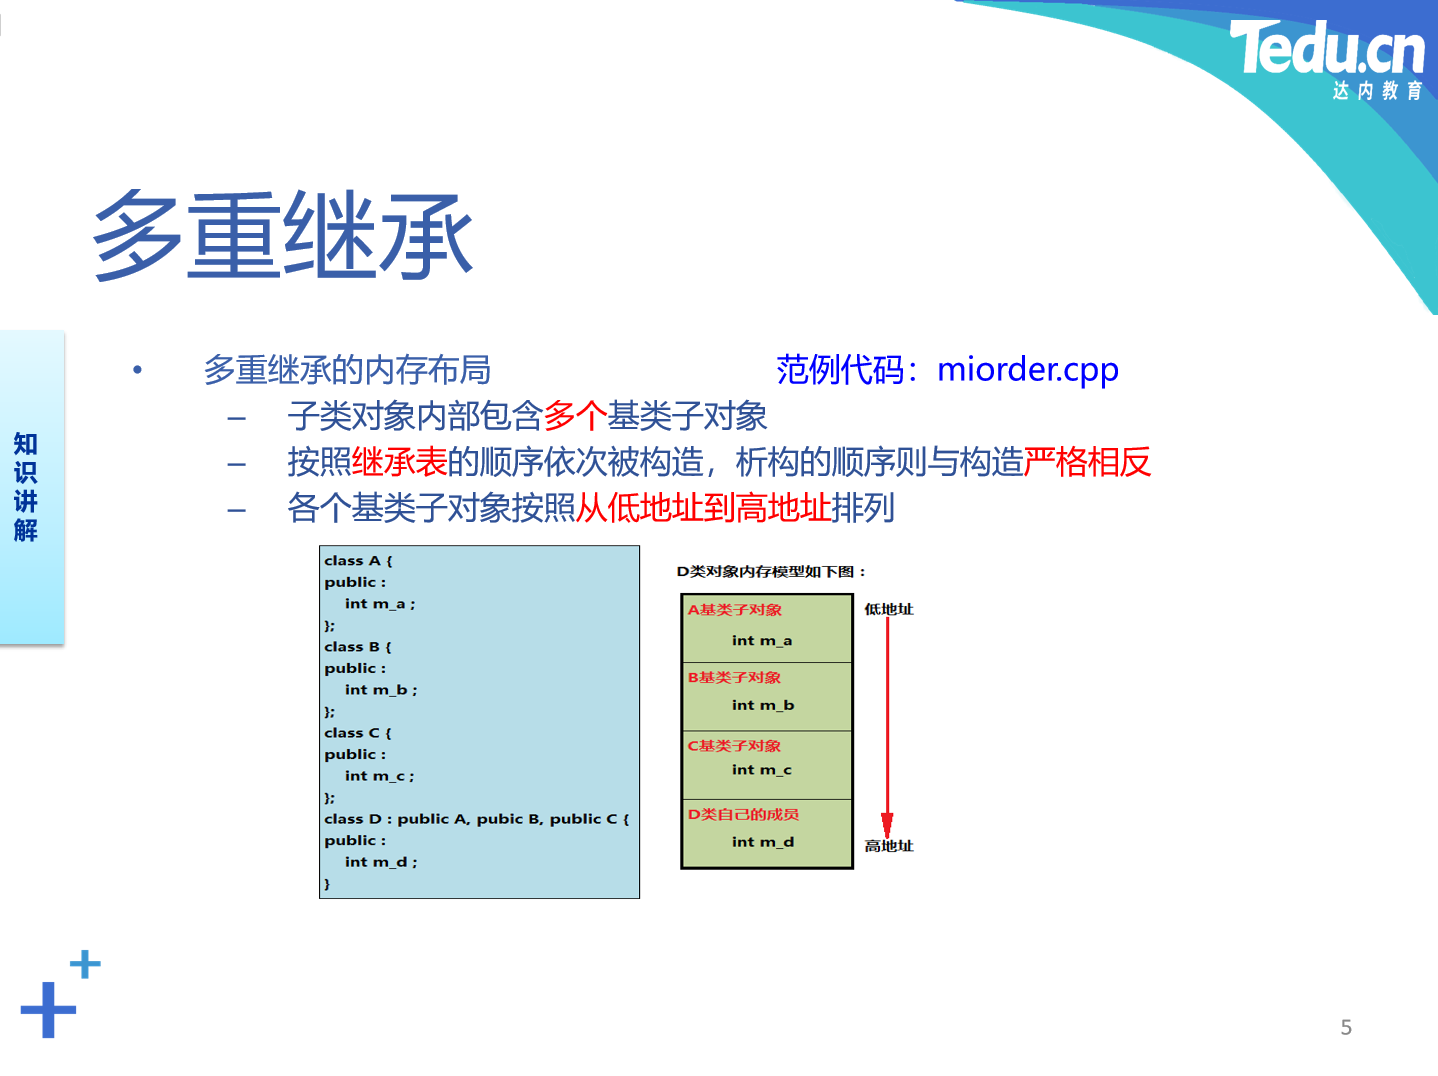 Tedu.cn
达内教育
多重继承
知识讲解
• 多重继承的内存布局 范例代码：miorder.cpp
– 子类对象内部包含多个基类子对象
– 按照继承表的顺序依次被构造，析构的顺序则与构造严格相反
– 各个基类子对象按照从低地址到高地址排列
class A {
public :
int m_a ;
};
class B {
public :
int m_b ;
};
class C {
public :
int m_c ;
};
class D : public A, pubic B, public C {
public :
int m_d ;
}
D类对象内存模型如下图：
A基类子对象
int m_a
B基类子对象
int m_b
C基类子对象
int m_c
D类自己的成员
int m_d
低地址
高地址
5